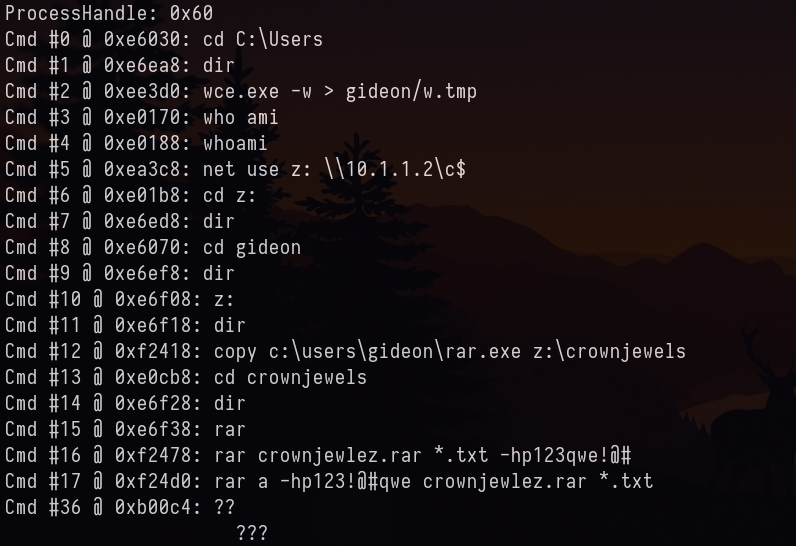 ProcessHandle: 0x60
Cmd #0 @ 0xe6030: cd C:\Users
Cmd #1 @ 0xe6ea8: dir
Cmd #2 @ 0xee3d0: wce.exe -w > gideon/w.tmp
Cmd #3 @ 0xe0170: who ami
Cmd #4 @ 0xe0188: whoami
Cmd #5 @ 0xea3c8: net use z: \\10.1.1.2\c$
Cmd #6 @ 0xe01b8: cd z:
Cmd #7 @ 0xe6ed8: dir
Cmd #8 @ 0xe6070: cd gideon
Cmd #9 @ 0xe6ef8: dir
Cmd #10 @ 0xe6f08: z:
Cmd #11 @ 0xe6f18: dir
Cmd #12 @ 0xf2418: copy c:\users\gideon\rar.exe z:\crownjewels
Cmd #13 @ 0xe0cb8: cd crownjewels
Cmd #14 @ 0xe6f28: dir
Cmd #15 @ 0xe6f38: rar
Cmd #16 @ 0xf2478: rar crownjewlez.rar *.txt -hp123qwe!@#
Cmd #17 @ 0xf24d0: rar a -hp123!@#qwe crownjewlez.rar *.txt
Cmd #36 @ 0xb00c4: ??
???